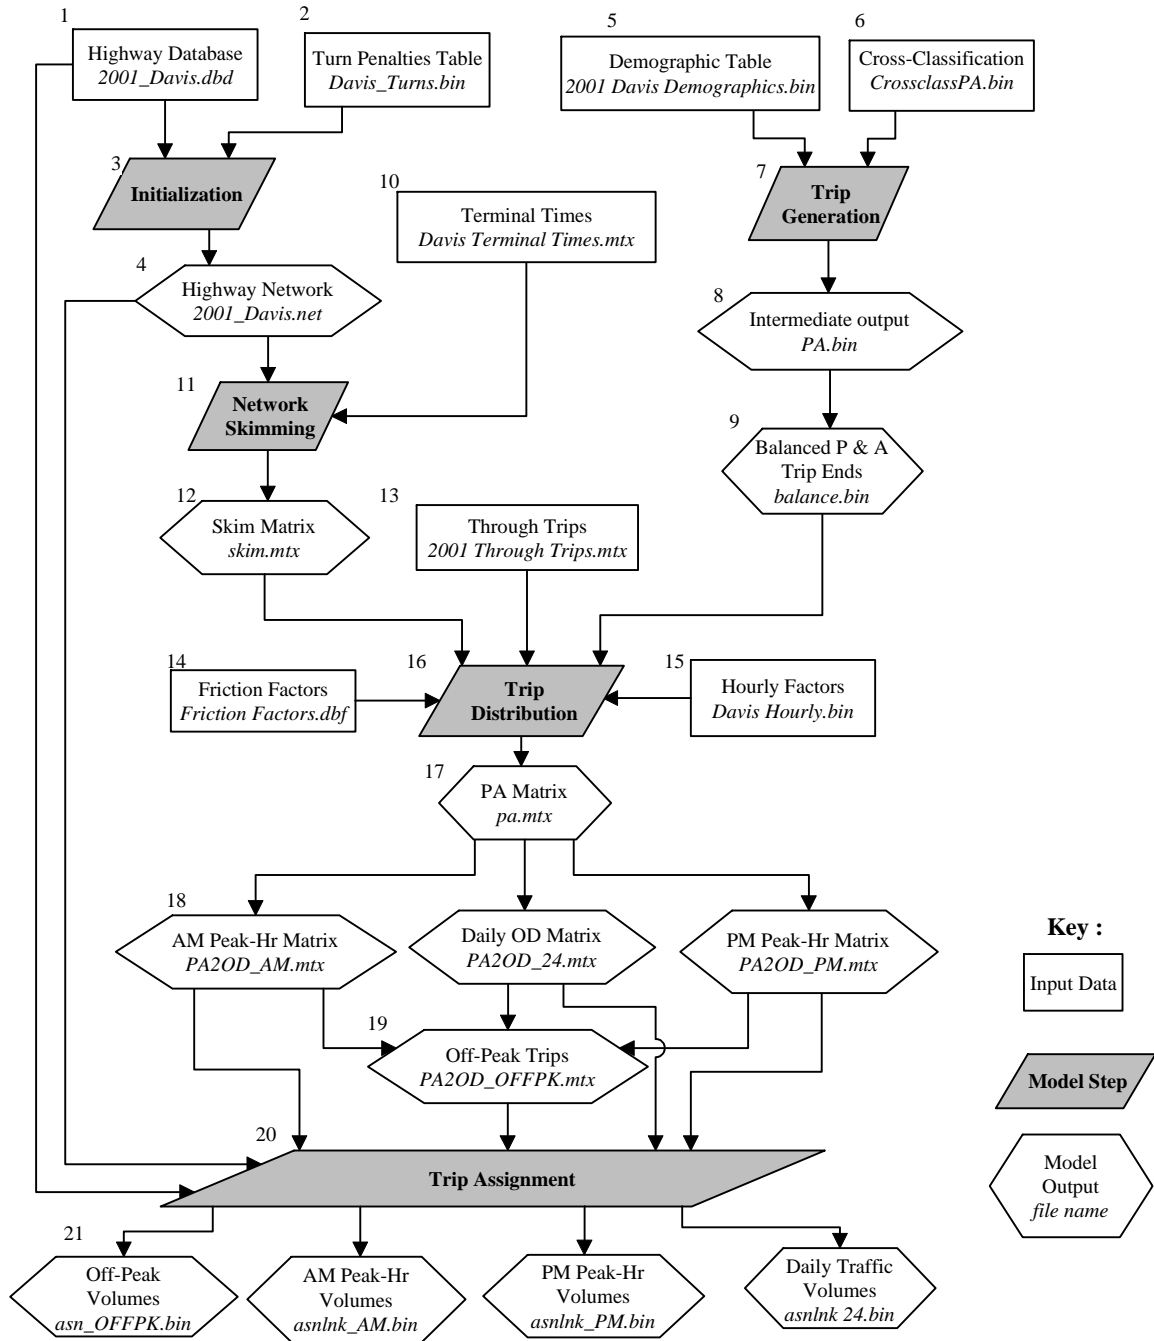 1
Highway Database
2001_Davis.dbd
2
Turn Penalties Table
Davis_Turns.bin
5
Demographic Table
2001 Davis Demographics.bin
6
Cross-Classification
CrossclassPA.bin
3
Initialization
10
Terminal Times
Davis Terminal Times.mtx
7
Trip
Generation
4
Highway Network
2001_Davis.net
8
Intermediate output
PA.bin
11
Network
Skimming
9
Balanced P & A
Trip Ends
balance.bin
12
Skim Matrix
skim.mtx
13
Through Trips
2001 Through Trips.mtx
14
Friction Factors
Friction Factors.dbf
16
Trip
Distribution
15
Hourly Factors
Davis Hourly.bin
17
PA Matrix
pa.mtx
18
AM Peak-Hr Matrix
PA2OD_AM.mtx
Daily OD Matrix
PA2OD_24.mtx
PM Peak-Hr Matrix
PA2OD_PM.mtx
19
Off-Peak Trips
PA2OD_OFFPK.mtx
20
Trip Assignment
21
Off-Peak
Volumes
asn_OFFPK.bin
AM Peak-Hr
Volumes
asnlnk_AM.bin
PM Peak-Hr
Volumes
asnlnk_PM.bin
Daily Traffic
Volumes
asnlnk 24.bin
Key :
Input Data
Model Step
Model
Output
file name